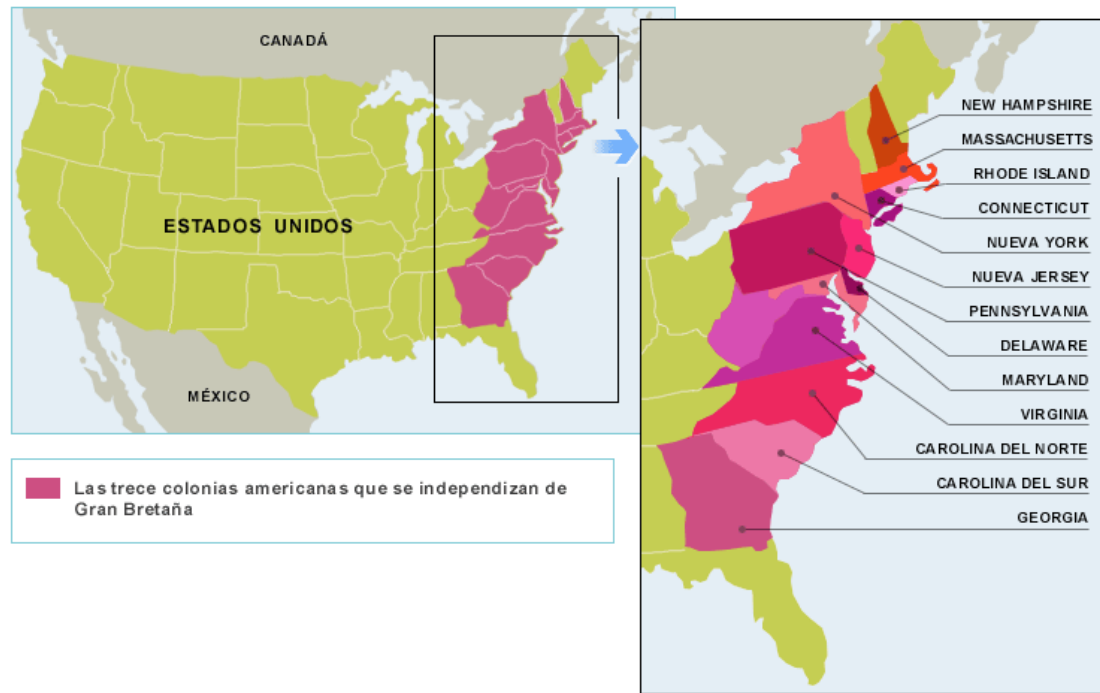 CANADÁ
ESTADOS UNIDOS
MÉXICO
Las trece colonias americanas que se independizan de
Gran Bretaña
NEW HAMPSHIRE
MASSACHUSETTS
RHODE ISLAND
CONNECTICUT
NUEVA YORK
NUEVA JERSEY
PENNSYLVANIA
DELAWARE
MARYLAND
VIRGINIA
CAROLINA DEL NORTE
CAROLINA DEL SUR
GEORGIA